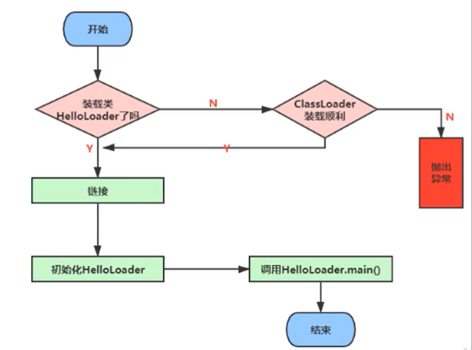 开始
装载类
HelloLoader了吗
N
ClassLoader
装载顺利
N
Y
Y
抛出
异常
链接
初始化HelloLoader
调用HelloLoader.main()
结束